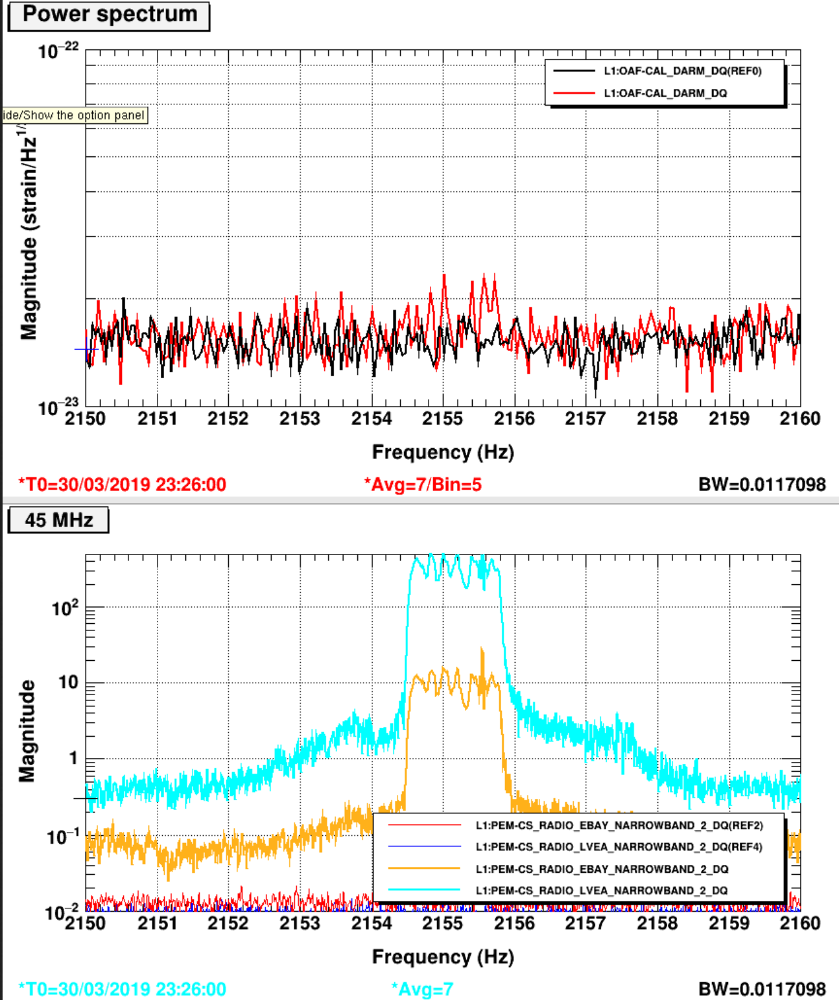 Power spectrum
10-22
L1:OAF-CAL_DARM_DQ(REF0)
L1:OAF-CAL_DARM_DQ
ide/Show the option panel
Magnitude (strain/Hz1/
10-23
2150 2151 2152 2153 2154 2155 2156 2157 2158 2159 2160
Frequency (Hz)
*T0=30/03/2019 23:26:00 *Avg=7/Bin=5 BW=0.0117098
45 MHz
102
10
1
10-1
10-2
Magnitude
L1:PEM-CS_RADIO_EBAY_NARROWBAND_2_DQ(REF2)
L1:PEM-CS_RADIO_LVEA_NARROWBAND_2_DQ(REF4)
L1:PEM-CS_RADIO_EBAY_NARROWBAND_2_DQ
L1:PEM-CS_RADIO_LVEA_NARROWBAND_2_DQ
2150 2151 2152 2153 2154 2155 2156 2157 2158 2159 2160
Frequency (Hz)
*T0=30/03/2019 23:26:00 *Avg=7 BW=0.0117098